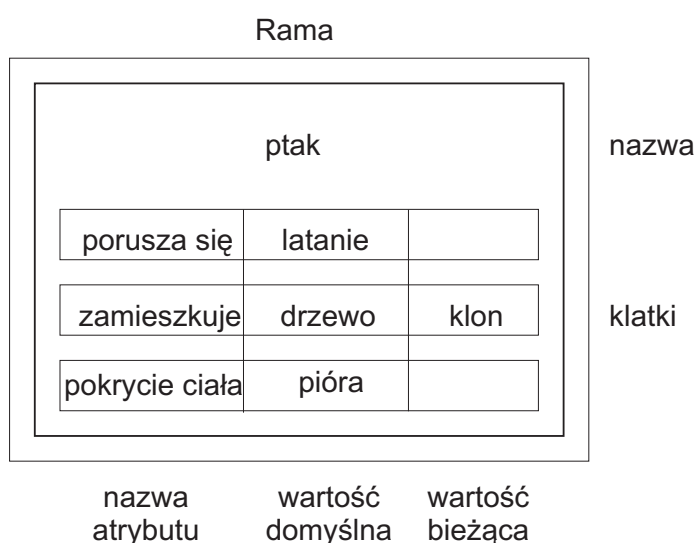 Rama
ptak nazwa
porusza się latanie
zamieszkuje drzewo klon klatki
pokrycie ciała pióra
nazwa wartość wartość
atrybutu domyślna bieżąca